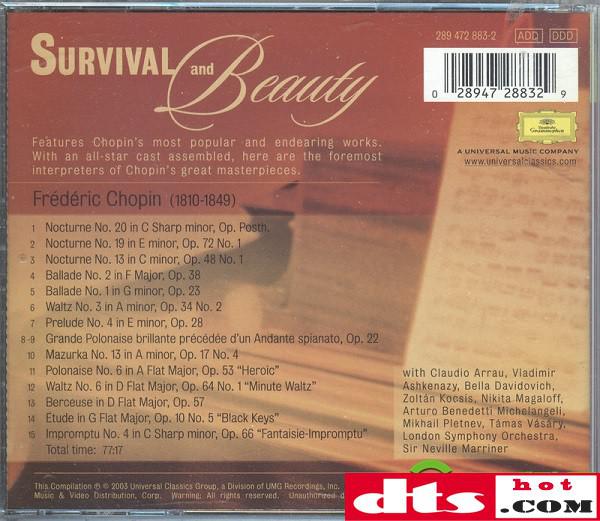 SURVIVAL and Beauty
289 472 883-2 ADD DDD
0 28947 28832 9
Deutsche Grammophon
A UNIVERSAL MUSIC COMPANY
www.universalclassics.com
Features Chopin's most popular and endearing works.
With an all-star cast assembled, here are the foremost
interpreters of Chopin's great masterpieces.
Frédéric Chopin (1810-1849)
1 Nocturne No. 20 in C Sharp minor, Op. Posth.
2 Nocturne No. 19 in E minor, Op. 72 No. 1
3 Nocturne No. 13 in C minor, Op. 48 No. 1
4 Ballade No. 2 in F Major, Op. 38
5 Ballade No. 1 in G minor, Op. 23
6 Waltz No. 3 in A minor, Op. 34 No. 2
7 Prelude No. 4 in E minor, Op. 28
8-9 Grande Polonaise brillante précédée d'un Andante spianato, Op. 22
10 Mazurka No. 13 in A minor, Op. 17 No. 4
11 Polonaise No. 6 in A Flat Major, Op. 53 "Heroic"
12 Waltz No. 6 in D Flat Major, Op. 64 No. 1 "Minute Waltz"
13 Berceuse in D Flat Major, Op. 57
14 Etude in G Flat Major, Op. 10 No. 5 "Black Keys"
15 Impromptu No. 4 in C Sharp minor, Op. 66 "Fantaisie-Impromptu"
Total time: 77:17
with Claudio Arrau, Vladimir
Ashkenazy, Bella Davidovich,
Zoltán Kocsis, Nikita Magaloff,
Arturo Benedetti Michelangeli,
Mikhail Pletnev, Támas Vásáry,
London Symphony Orchestra,
Sir Neville Marriner
This Compilation ℗ © 2003 Universal Classics Group, a Division of UMG Recordings, Inc.
Music & Video Distribution, Corp. Warning: All rights reserved. Unauthorized
dts hot
.COM